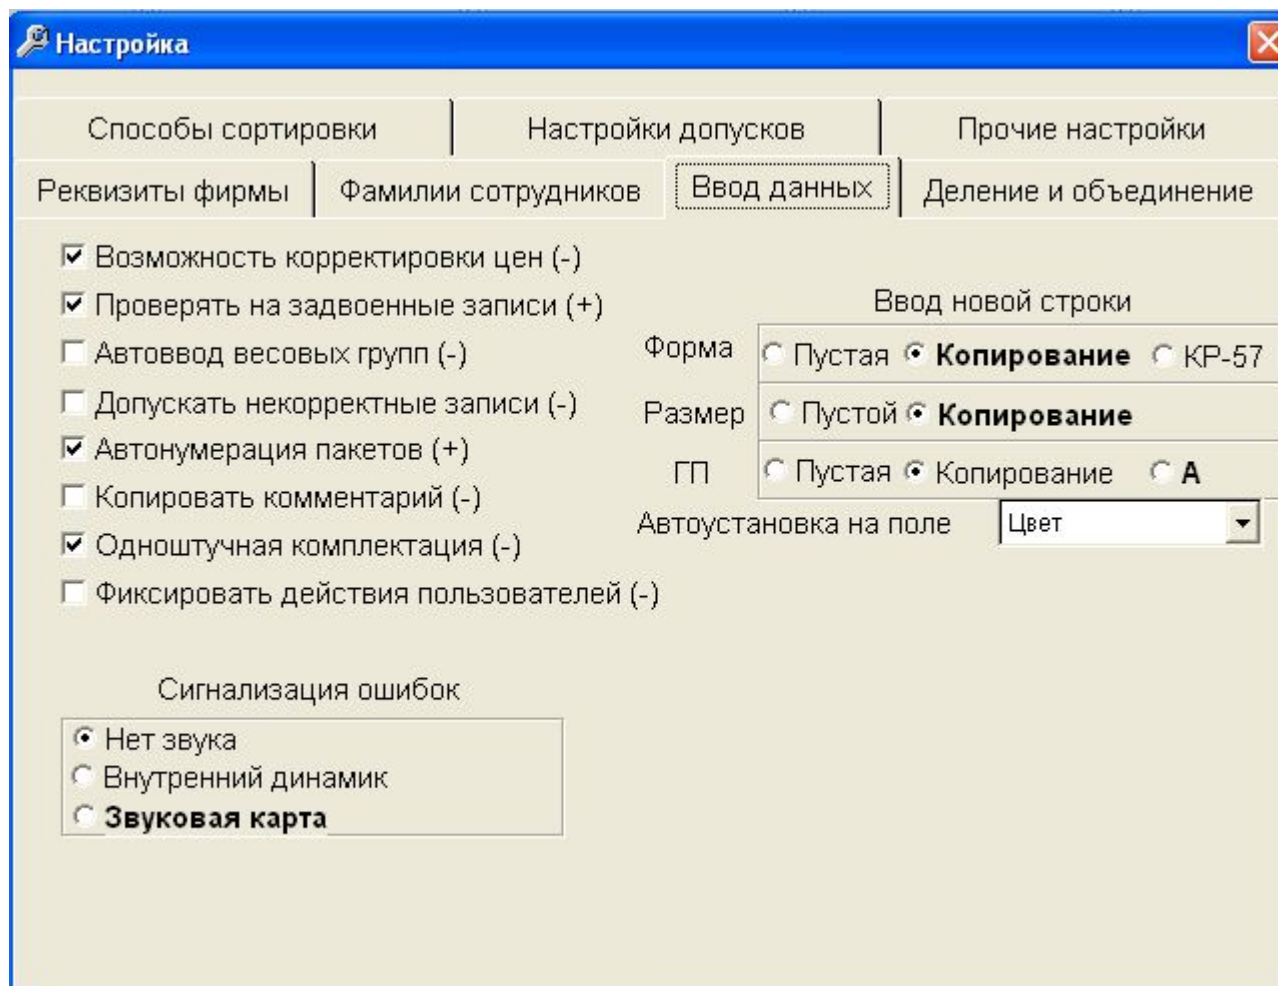 Настройка
Способы сортировки Настройки допусков Прочие настройки
Реквизиты фирмы Фамилии сотрудников Ввод данных Деление и объединение
Возможность корректировки цен (-)
Проверять на задвоенные записи (+)
Автоввод весовых групп (-)
Допускать некорректные записи (-)
Автонумерация пакетов (+)
Копировать комментарий (-)
Одноштучная комплектация (-)
Фиксировать действия пользователей (-)
Ввод новой строки
Форма Пустая Копирование КР-57
Размер Пустой Копирование
ГП Пустая Копирование А
Автоустановка на поле Цвет
Сигнализация ошибок
Нет звука
Внутренний динамик
Звуковая карта